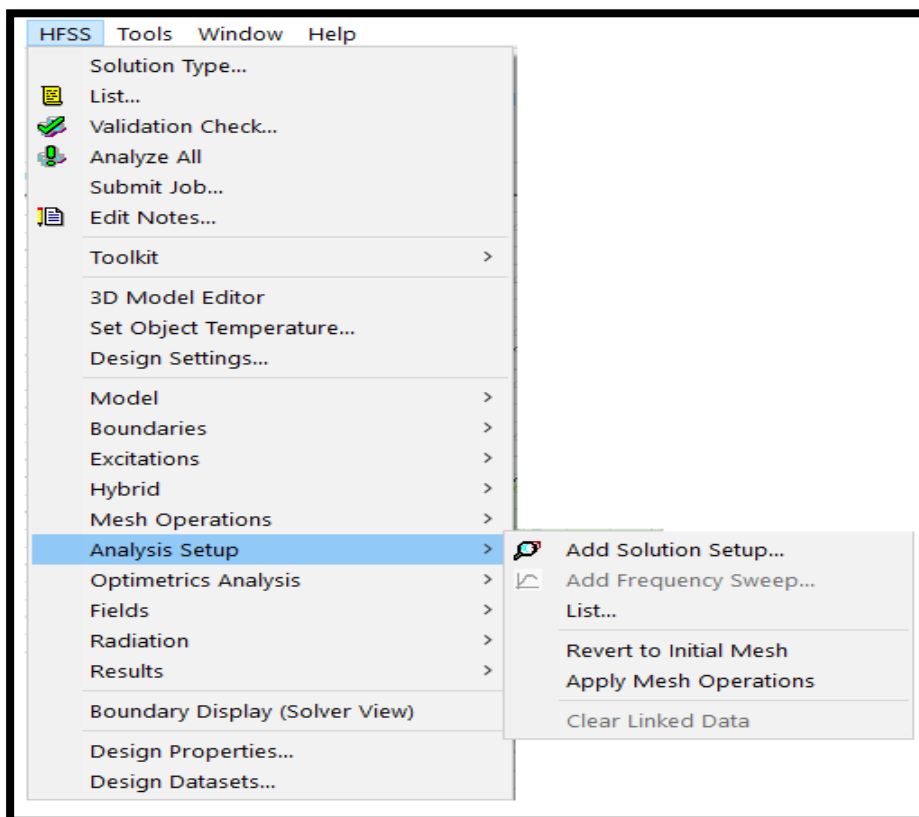 HFSS Tools Window Help
Solution Type...
List...
Validation Check...
Analyze All
Submit Job...
Edit Notes...
Toolkit
3D Model Editor
Set Object Temperature...
Design Settings...
Model
Boundaries
Excitations
Hybrid
Mesh Operations
Analysis Setup
Optimetrics Analysis
Fields
Radiation
Results
Boundary Display (Solver View)
Design Properties...
Design Datasets...
Add Solution Setup...
Add Frequency Sweep...
List...
Revert to Initial Mesh
Apply Mesh Operations
Clear Linked Data